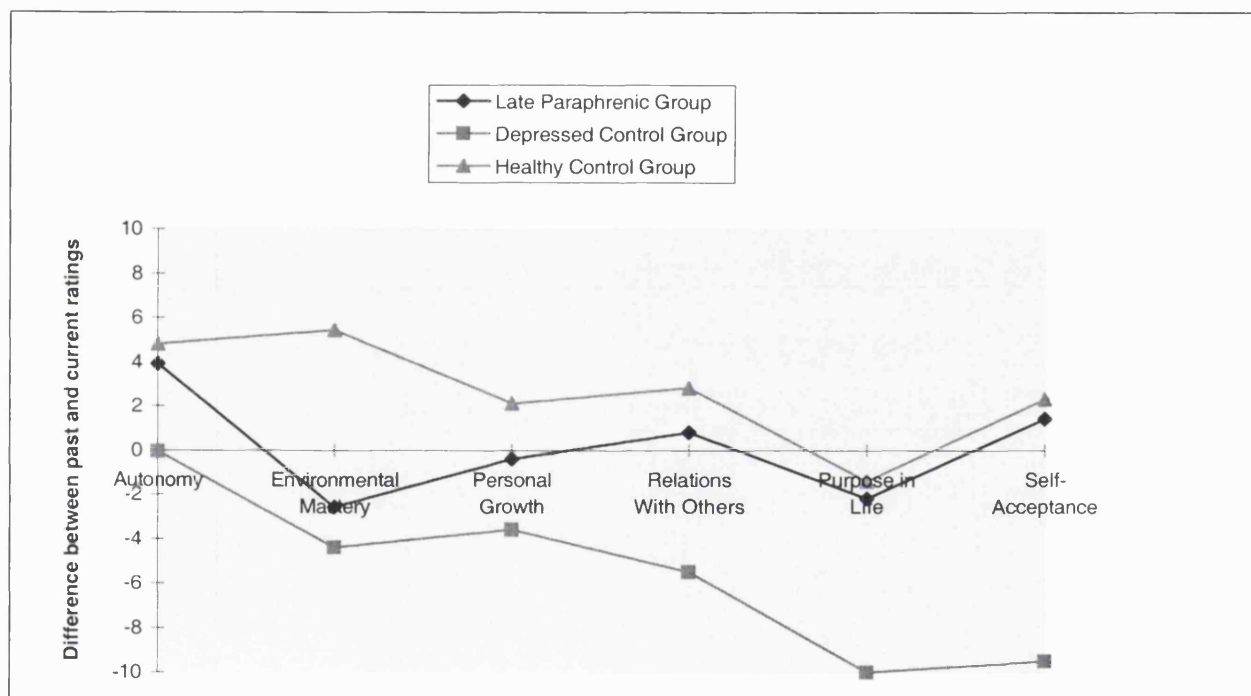 Late Paraphrenic Group
Depressed Control Group
Healthy Control Group
Difference between past and current ratings
10
8
6
4
2
0
-2
-4
-6
-8
-10
Autonomy
Environmental
Mastery
Personal
Growth
Relations
With Others
Purpose in
Life
Self-
Acceptance